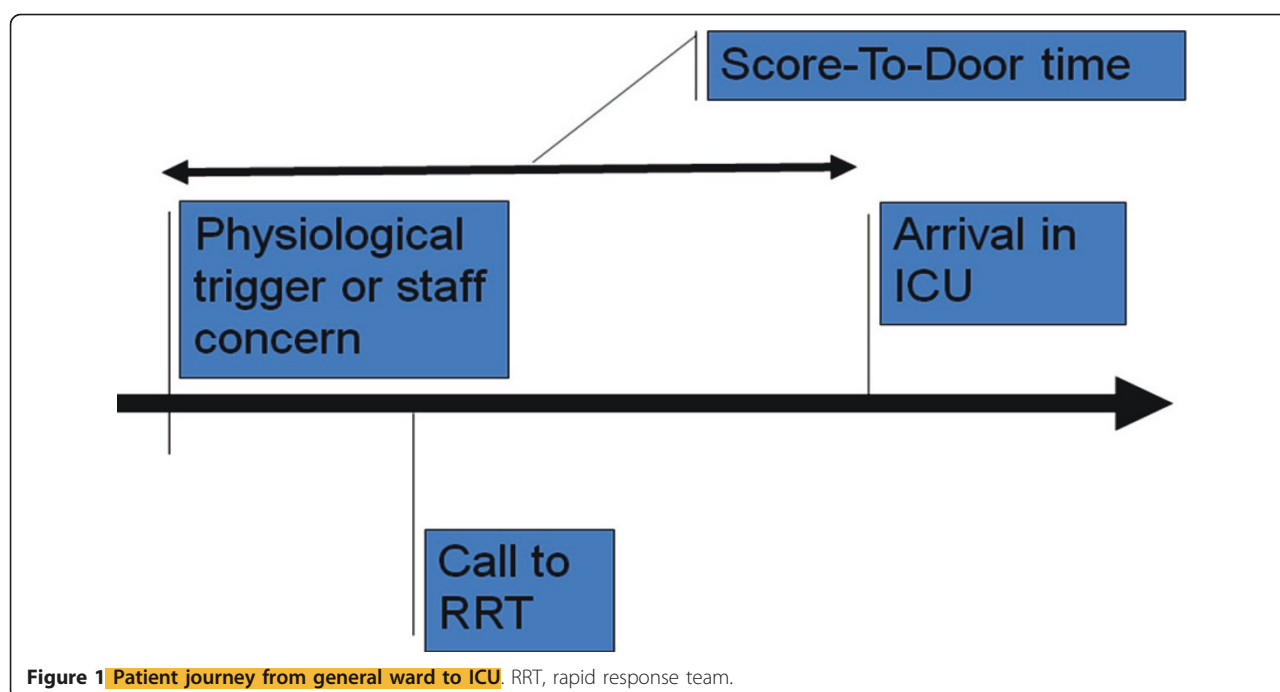 Score-To-Door time
Physiological
trigger or staff
concern
Arrival in
ICU
Call to
RRT
Figure 1 Patient journey from general ward to ICU. RRT, rapid response team.